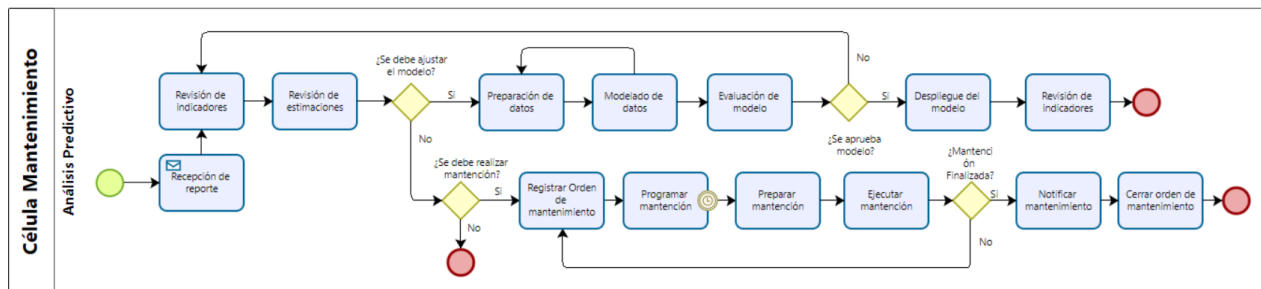 Célula Mantenimiento
Análisis Predictivo
Revisión de
indicadores
Revisión de
estimaciones
¿Se debe ajustar
el modelo?
Si
Preparación de
datos
Modelado de
datos
Evaluación de
modelo
No
Si
¿Se aprueba
modelo?
Despliegue del
modelo
Revisión de
indicadores
No
Recepción de
reporte
¿Se debe realizar
mantención?
Si
No
Registrar Orden
de
mantenimiento
Programar
mantención
Preparar
mantención
Ejecutar
mantención
¿Mantenci
ón
Finalizada?
Si
No
Notificar
mantenimiento
Cerrar orden de
mantenimiento